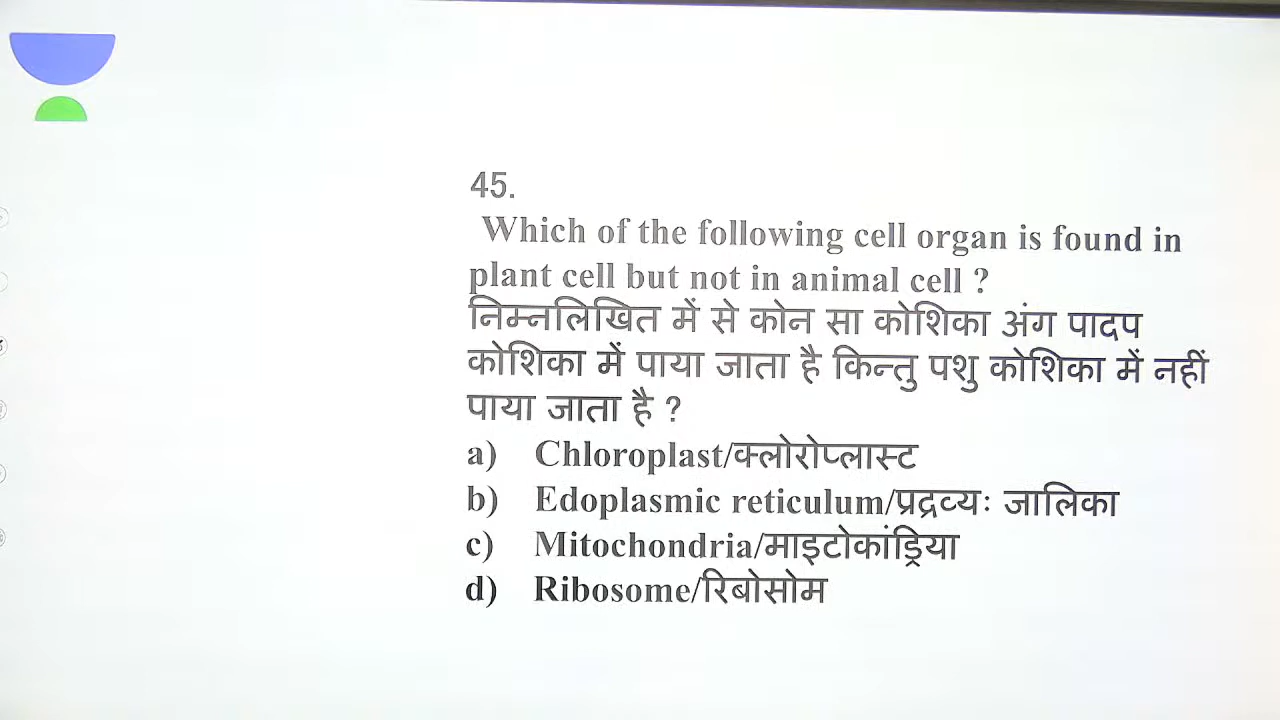 45.
Which of the following cell organ is found in
plant cell but not in animal cell ?
निम्नलिखित में से कोन सा कोशिका अंग पादप
कोशिका में पाया जाता है किन्तु पशु कोशिका में नहीं
पाया जाता है ?
a) Chloroplast/क्लोरोप्लास्ट
b) Edoplasmic reticulum/प्रद्रव्यः जालिका
c) Mitochondria/माइटोकांड्रिया
d) Ribosome/रिबोसोम